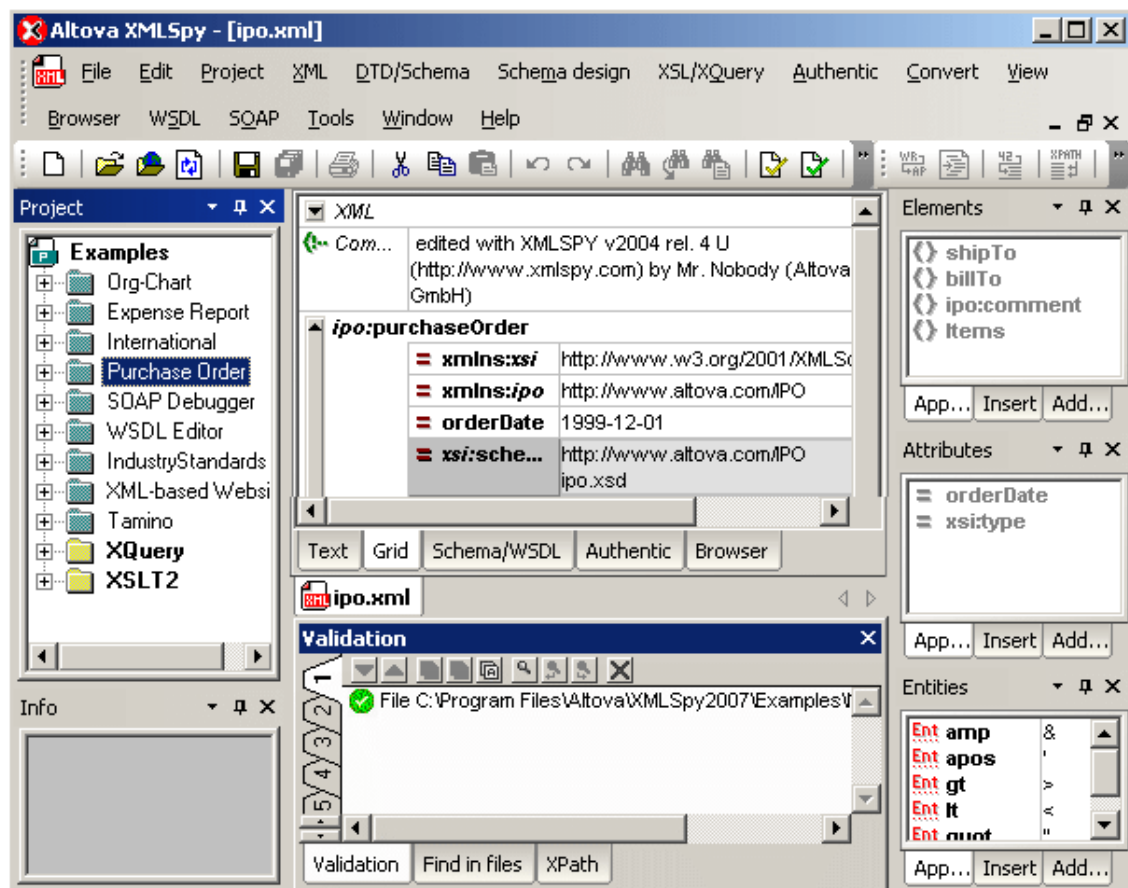 Altova XMLSpy - [ipo.xml]
File Edit Project XML DTD/Schema Schema design XSL/XQuery Authentic Convert View
Browser WSDL SOAP Tools Window Help
Project
Examples
Org-Chart
Expense Report
International
Purchase Order
SOAP Debugger
WSDL Editor
IndustryStandards
XML-based Websi
Tamino
XQuery
XSLT2
Info
XML
Com... edited with XMLSPY v2004 rel. 4 U
(http://www.xmlspy.com) by Mr. Nobody (Altova
GmbH)
ipo:purchaseOrder
= xmlns:xsi http://www.w3.org/2001/XMLSc
= xmlns:ipo http://www.altova.com/IPO
= orderDate 1999-12-01
= xsi:sche... http://www.altova.com/IPO
ipo.xsd
Text Grid Schema/WSDL Authentic Browser
ipo.xml
Validation
1
2
3
4
5
File C:\Program Files\Altova\XMLSpy2007\Examples\
Validation Find in files XPath
Elements
shipTo
billTo
ipo:comment
Items
App... Insert Add...
Attributes
= orderDate
= xsi:type
App... Insert Add...
Entities
Ent amp &
Ent apos '
Ent gt >
Ent lt <
Ent quot "
App... Insert Add...